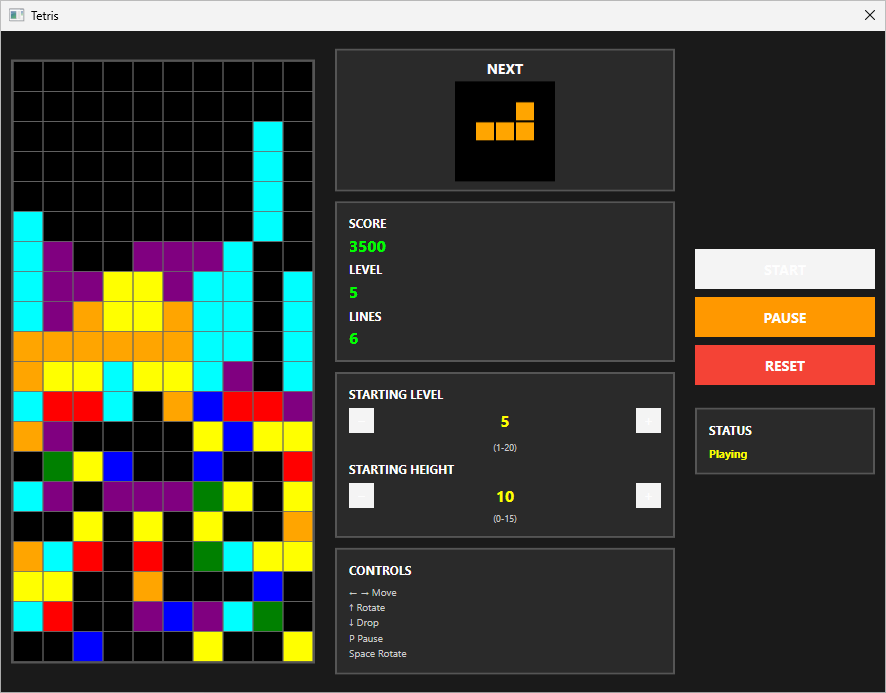 Tetris
NEXT
SCORE
3500
LEVEL
5
LINES
6
STARTING LEVEL
- 5 +
(1-20)
STARTING HEIGHT
- 10 +
(0-15)
CONTROLS
← → Move
↑ Rotate
↓ Drop
P Pause
Space Rotate
START
PAUSE
RESET
STATUS
Playing